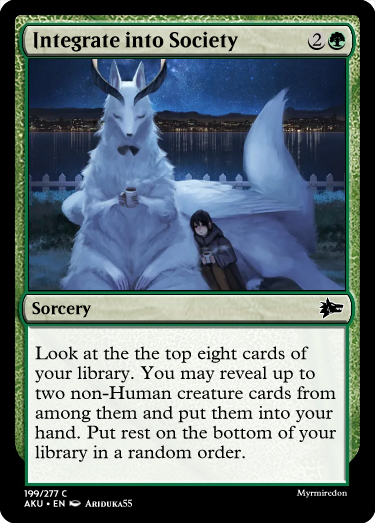 Integrate into Society 2
Sorcery
Look at the the top eight cards of
your library. You may reveal up to
two non-Human creature cards from
among them and put them into your
hand. Put rest on the bottom of your
library in a random order.
199/277 C
Myrmiredon
AKU • EN Ariduka55